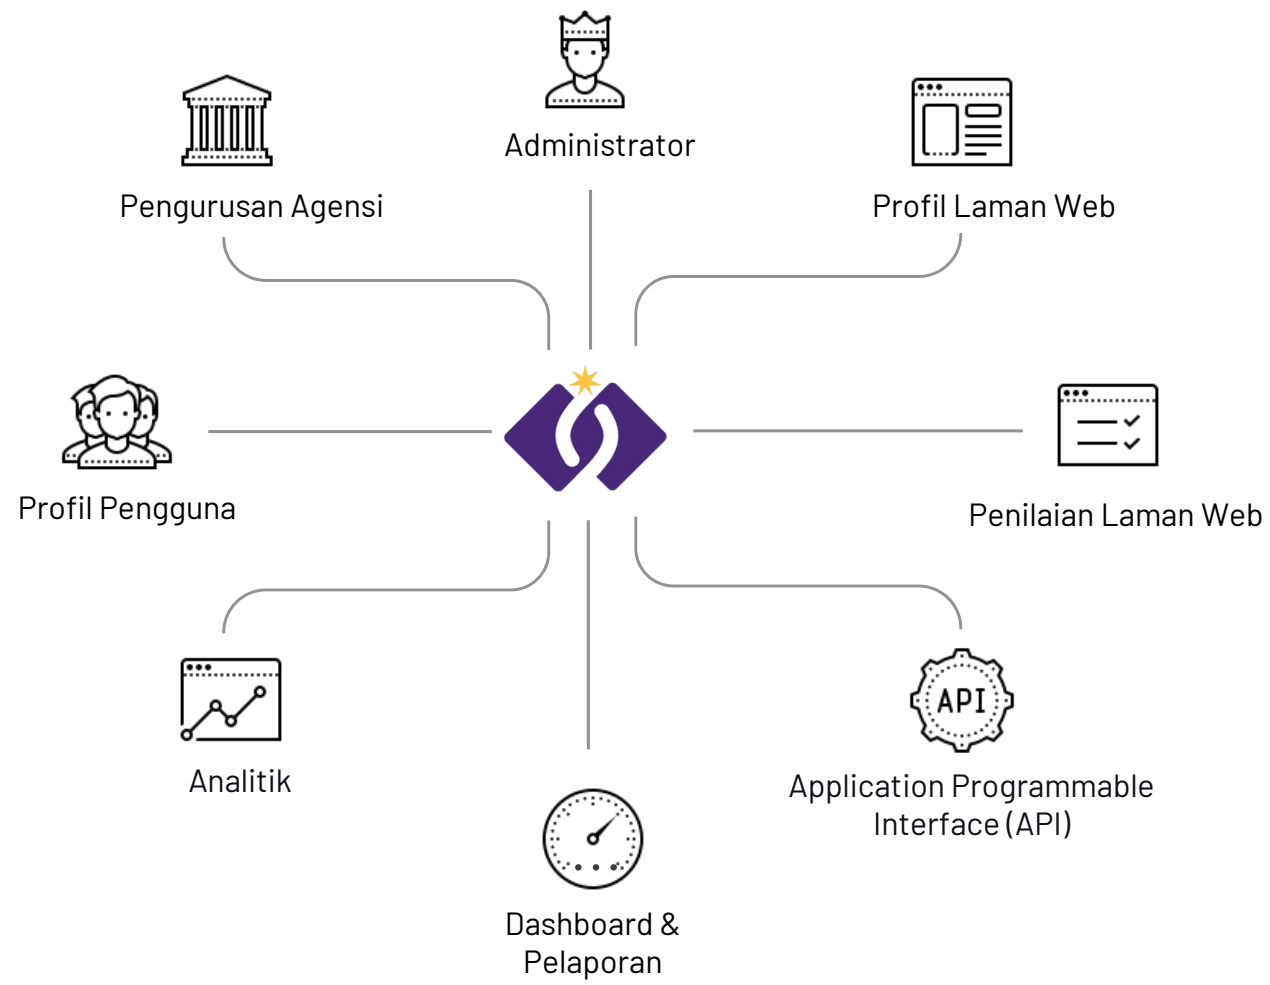 Administrator
Pengurusan Agensi
Profil Laman Web
Profil Pengguna
Penilaian Laman Web
Analitik
API
Application Programmable
Interface (API)
Dashboard &
Pelaporan